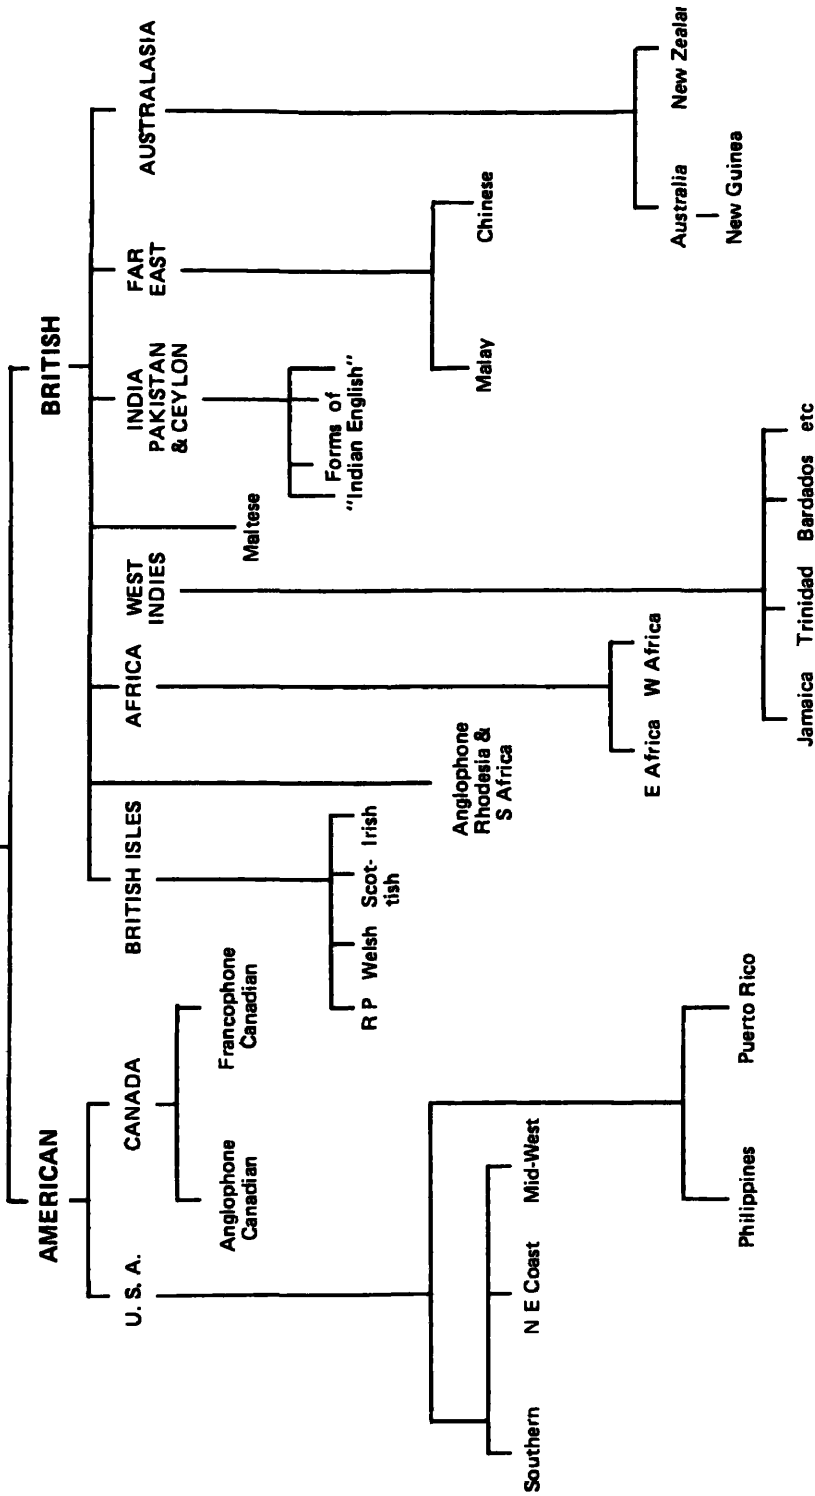 AMERICAN
BRITISH
U. S. A.
CANADA
BRITISH ISLES
AFRICA
WEST
INDIES
INDIA
PAKISTAN
& CEYLON
FAR
EAST
AUSTRALASIA
Anglophone
Canadian
Francophone
Canadian
Maltese
R P Welsh Scot- Irish
tish
Forms of
"Indian English"
Anglophone
Rhodesia &
S Africa
Malay
Chinese
Southern
N E Coast
Mid-West
E Africa
W Africa
Australia
New Zealan
New Guinea
Philippines
Puerto Rico
Jamaica Trinidad Bardados etc